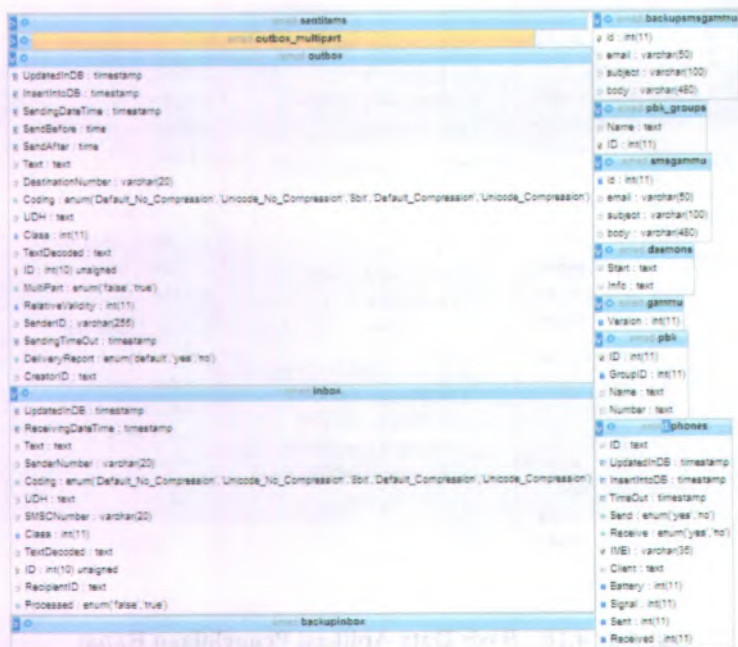 sentitems
outbox_multipart
outbox
UpdatedInDB : timestamp
InsertIntoDB : timestamp
SendingDateTime : timestamp
SendBefore : time
SendAfter : time
Text : text
DestinationNumber : varchar(20)
Coding : enum('Default_No_Compression','Unicode_No_Compression','8bit','Default_Compression','Unicode_Compression')
UDH : text
Class : int(11)
TextDecoded : text
ID : int(10) unsigned
MultiPart : enum('false','true')
RelativeValidity : int(11)
SenderID : varchar(255)
SendingTimeOut : timestamp
DeliveryReport : enum('default','yes','no')
CreatorID : text
inbox
UpdatedInDB : timestamp
ReceivingDateTime : timestamp
Text : text
SenderNumber : varchar(20)
Coding : enum('Default_No_Compression','Unicode_No_Compression','8bit','Default_Compression','Unicode_Compression')
UDH : text
SMSCNumber : varchar(20)
Class : int(11)
TextDecoded : text
ID : int(10) unsigned
RecipientID : text
Processed : enum('false','true')
backupinbox
backupsmsgammu
id : int(11)
email : varchar(50)
subject : varchar(100)
body : varchar(480)
pbk_groups
Name : text
ID : int(11)
smsgammu
id : int(11)
email : varchar(50)
subject : varchar(100)
body : varchar(480)
daemons
Start : text
Info : text
gammu
Version : int(11)
pbk
ID : int(11)
GroupID : int(11)
Name : text
Number : text
phones
ID : text
UpdatedInDB : timestamp
InsertIntoDB : timestamp
TimeOut : timestamp
Send : enum('yes','no')
Receive : enum('yes','no')
IMEI : varchar(35)
Client : text
Battery : int(11)
Signal : int(11)
Sent : int(11)
Received : int(11)